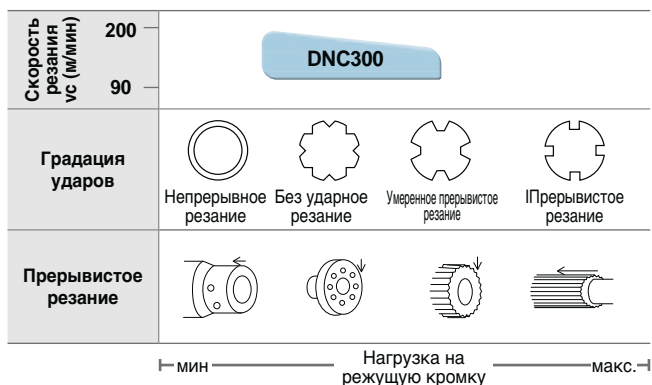 Скорость
резания
vc (м/мин)
200
90
DNC300
Градация
ударов
Непрерывное
резание
Без ударное
резание
Умеренное прерывистое
резание
IПрерывистое
резание
Прерывистое
резание
мин
Нагрузка на
режущую кромку
макс.